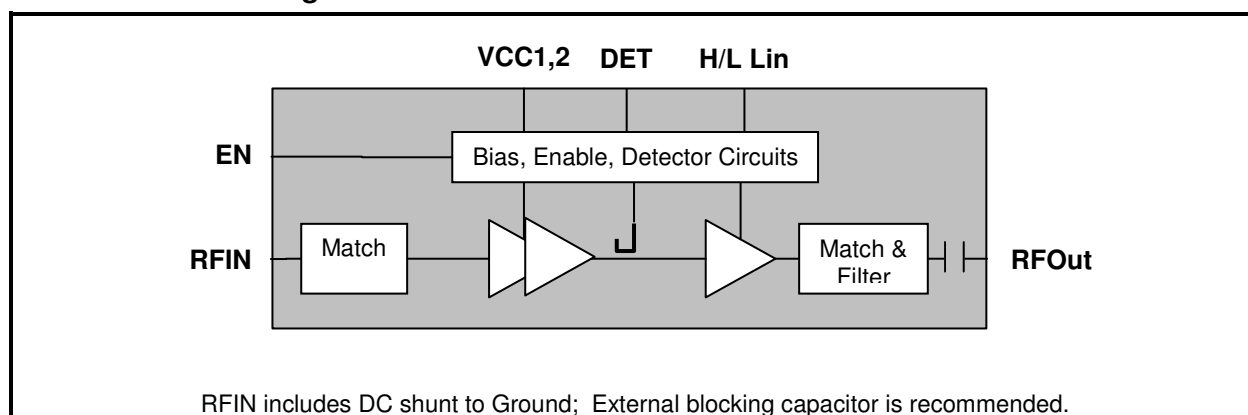 VCC1,2 DET H/L Lin
EN
Bias, Enable, Detector Circuits
RFIN
Match
Match &
Filter
RFOut
RFIN includes DC shunt to Ground; External blocking capacitor is recommended.